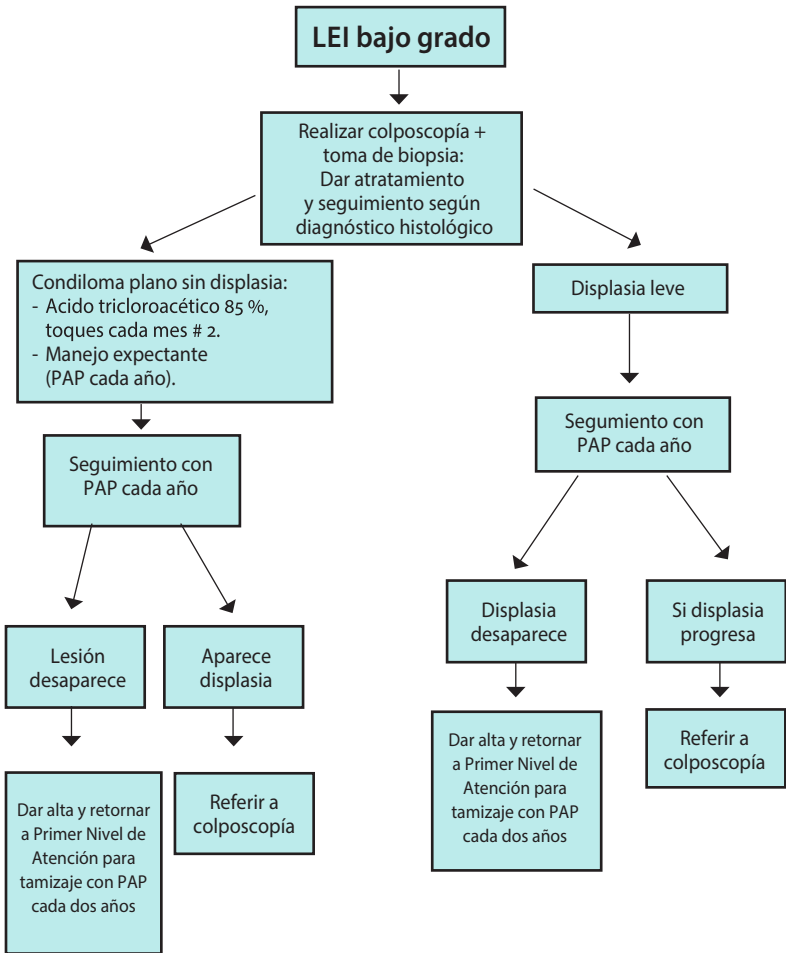 LEI bajo grado
Realizar colposcopía +
toma de biopsia:
Dar atratamiento
y seguimiento según
diagnóstico histológico
Condiloma plano sin displasia:
- Acido tricloroacético 85 %,
toques cada mes # 2.
- Manejo expectante
(PAP cada año).
Displasia leve
Seguimiento con
PAP cada año
Segumiento con
PAP cada año
Lesión
desaparece
Aparece
displasia
Displasia
desaparece
Si displasia
progresa
Dar alta y retornar
a Primer Nivel de
Atención para
tamizaje con PAP
cada dos años
Referir a
colposcopía
Dar alta y retornar
a Primer Nivel de
Atención para
tamizaje con PAP
cada dos años
Referir a
colposcopía